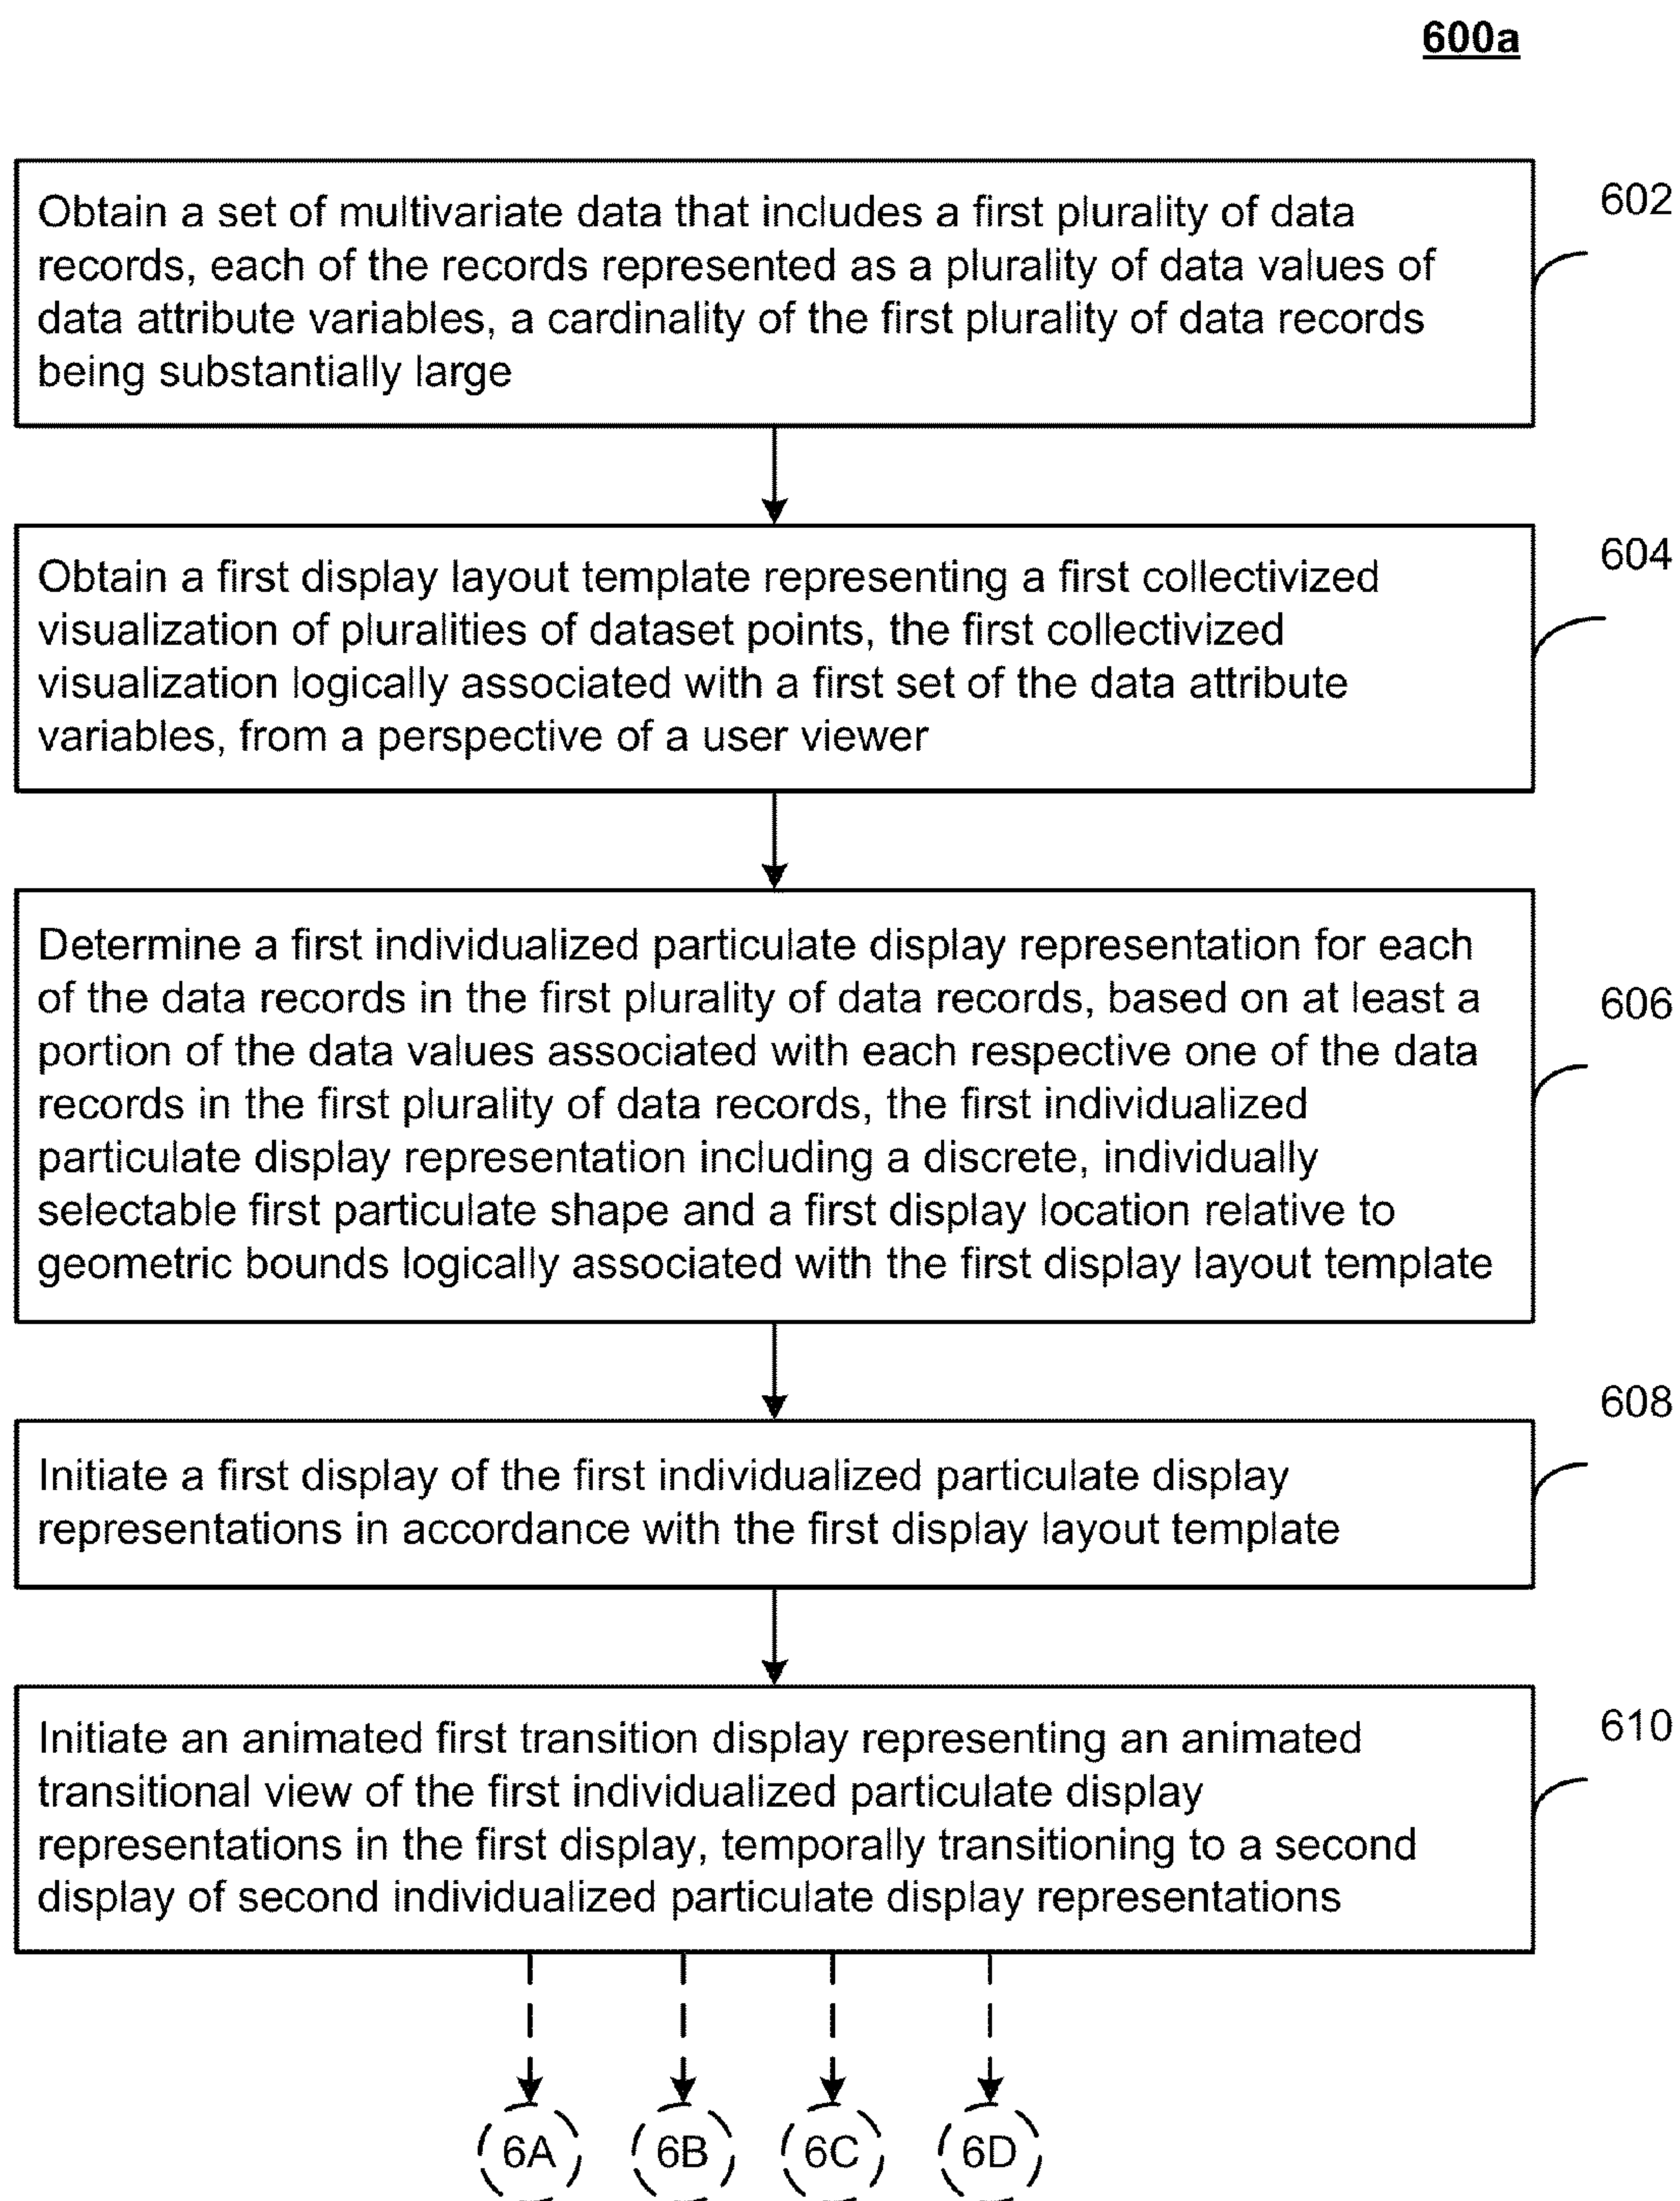 600a
Obtain a set of multivariate data that includes a first plurality of data
records, each of the records represented as a plurality of data values of
data attribute variables, a cardinality of the first plurality of data records
being substantially large
602
Obtain a first display layout template representing a first collectivized
visualization of pluralities of dataset points, the first collectivized
visualization logically associated with a first set of the data attribute
variables, from a perspective of a user viewer
604
Determine a first individualized particulate display representation for each
of the data records in the first plurality of data records, based on at least a
portion of the data values associated with each respective one of the data
records in the first plurality of data records, the first individualized
particulate display representation including a discrete, individually
selectable first particulate shape and a first display location relative to
geometric bounds logically associated with the first display layout template
606
Initiate a first display of the first individualized particulate display
representations in accordance with the first display layout template
608
Initiate an animated first transition display representing an animated
transitional view of the first individualized particulate display
representations in the first display, temporally transitioning to a second
display of second individualized particulate display representations
610
6A 6B 6C 6D